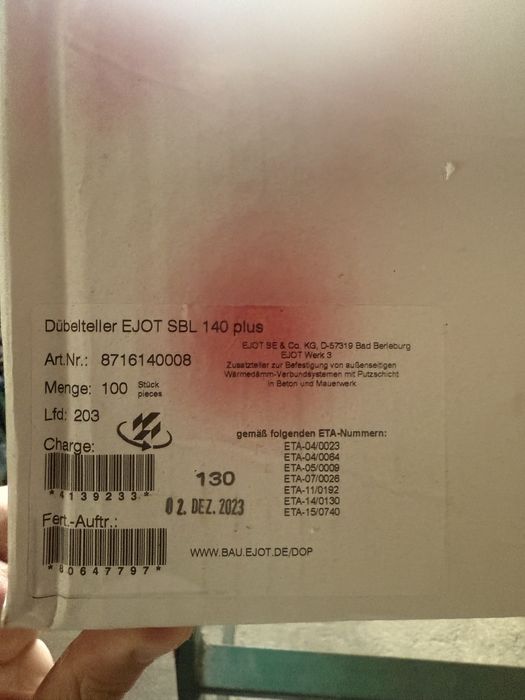 Dübelteller EJOT SBL 140 plus
EJOT SE & Co. KG, D-57319 Bad Berleburg
EJOT Werk 3
Zusatzteller zur Befestigung von außenseitigen
Wärmedämm-Verbundsystemen mit Putzschicht
in Beton und Mauerwerk
Art.Nr.: 8716140008
Menge: 100 Stück
pieces
Lfd: 203
Charge:
*4139233*
Fert.-Auftr.:
*80647797*
130
02. DEZ. 2023
gemäß folgenden ETA-Nummern:
ETA-04/0023
ETA-04/0064
ETA-05/0009
ETA-07/0026
ETA-11/0192
ETA-14/0130
ETA-15/0740
WWW.BAU.EJOT.DE/DOP